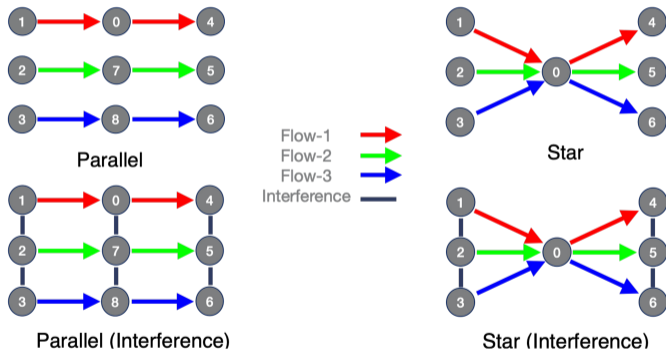 1 0 4
2 7 5
3 8 6
Parallel
1 4
2 0 5
3 6
Star
Flow-1
Flow-2
Flow-3
Interference
1 0 4
2 7 5
3 8 6
Parallel (Interference)
1 4
2 0 5
3 6
Star (Interference)